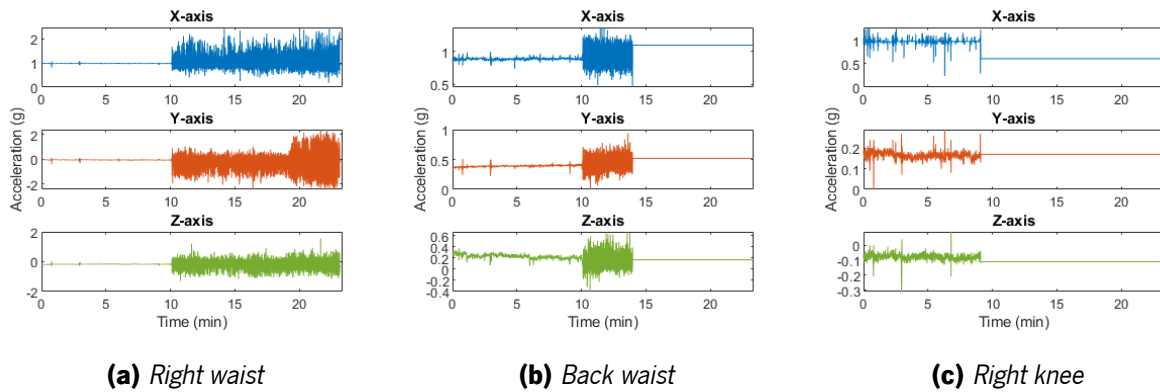 X-axis
2
1
0
0 5 10 15 20
Y-axis
2
0
-2
0 5 10 15 20
Z-axis
2
0
-2
0 5 10 15 20
Acceleration (g)
Time (min)
(a) Right waist
X-axis
1
0.5
0 5 10 15 20
Y-axis
1
0.5
0
0 5 10 15 20
Z-axis
0.6
0.4
0.2
0
-0.2
-0.4
0 5 10 15 20
Acceleration (g)
Time (min)
(b) Back waist
X-axis
1
0.5
0
0 5 10 15 20
Y-axis
0.2
0.1
0
0 5 10 15 20
Z-axis
0
-0.1
-0.2
-0.3
0 5 10 15 20
Acceleration (g)
Time (min)
(c) Right knee